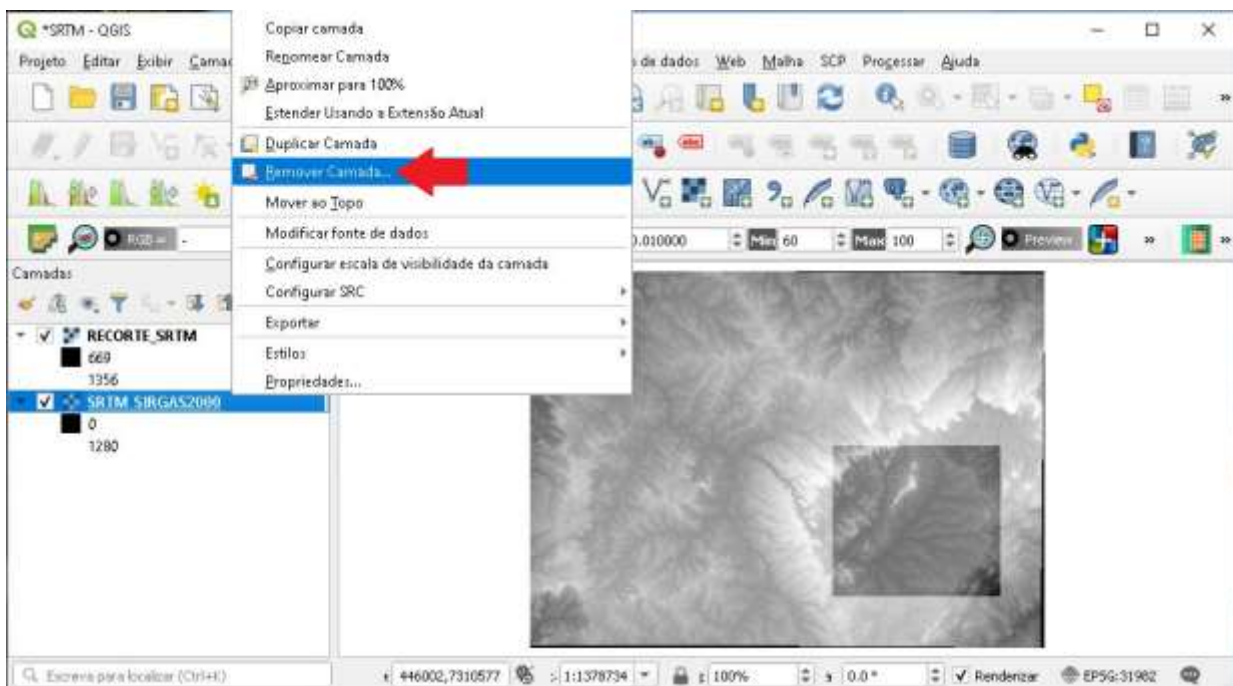 *SRTM - QGIS
Projeto Editar Exibir
de dados Web Malha SCP Processar Ajuda
Copiar camada
Renomear Camada
Aproximar para 100%
Estender Usando a Extensão Atual
Duplicar Camada
Remover Camada...
Mover ao Topo
Modificar fonte de dados
Configurar escala de visibilidade da camada
Configurar SRC
Exportar
Estilos
Propriedades...
RGB = -
0.010000 Min 60 Max 100 Preview
Camadas
RECORTE_SRTM
669
1356
SRTM_SIRGAS2000
0
1280
Escreva para localizar (Ctrl+K)
446002,7310577 1:1378734 100% 0.0 ° Renderizar EPSG:31982